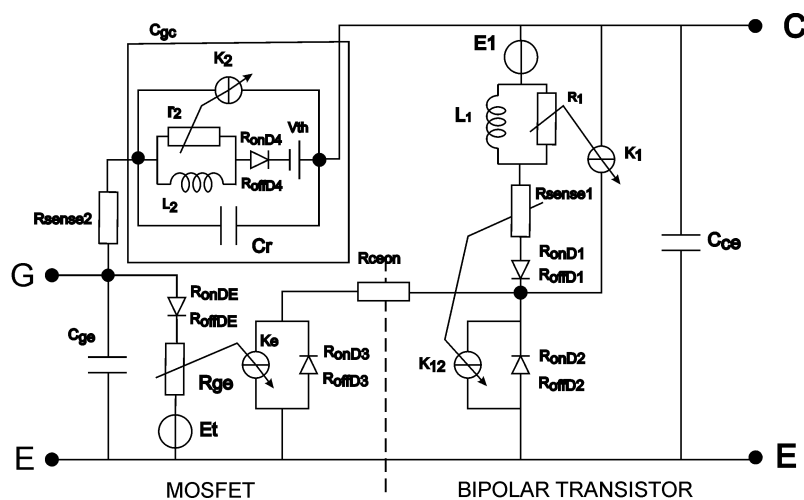 Cgc
K2
r2
RonD4
Vth
RoffD4
L2
Cr
Rsense2
G
RonDE
RoffDE
Cge
Rge
Et
Ke
RonD3
RoffD3
Rceon
E1
C
L1
R1
K1
Rsense1
RonD1
RoffD1
Cce
K12
RonD2
RoffD2
E
E
MOSFET
BIPOLAR TRANSISTOR